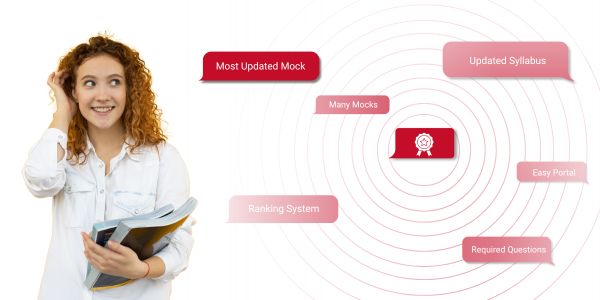 Most Updated Mock
Updated Syllabus
Many Mocks
Easy Portal
Ranking System
Required Questions